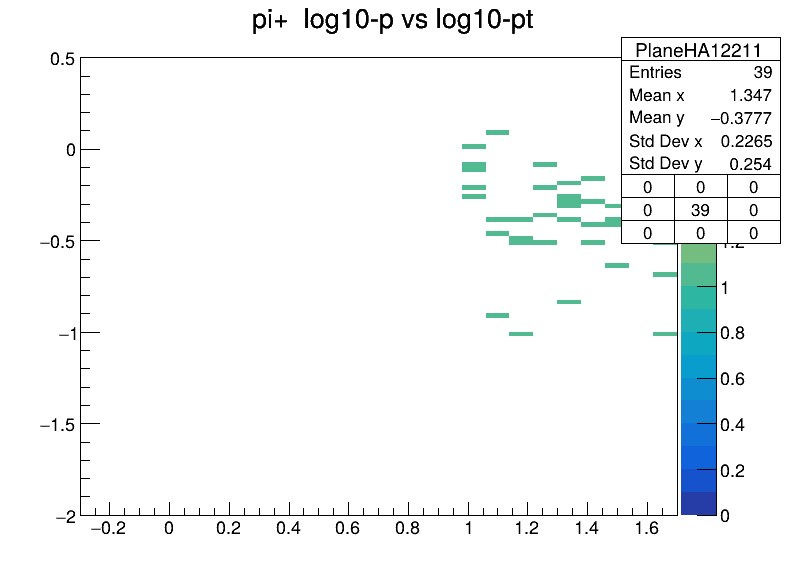 pi+ log10-p vs log10-pt
PlaneHA12211
Entries 39
Mean x 1.347
Mean y −0.3777
Std Dev x 0.2265
Std Dev y 0.254
0 0 0
0 39 0
0 0 0
0.5
0
−0.5
−1
−1.5
−2
−0.2 0 0.2 0.4 0.6 0.8 1 1.2 1.4 1.6
1.2
1
0.8
0.6
0.4
0.2
0